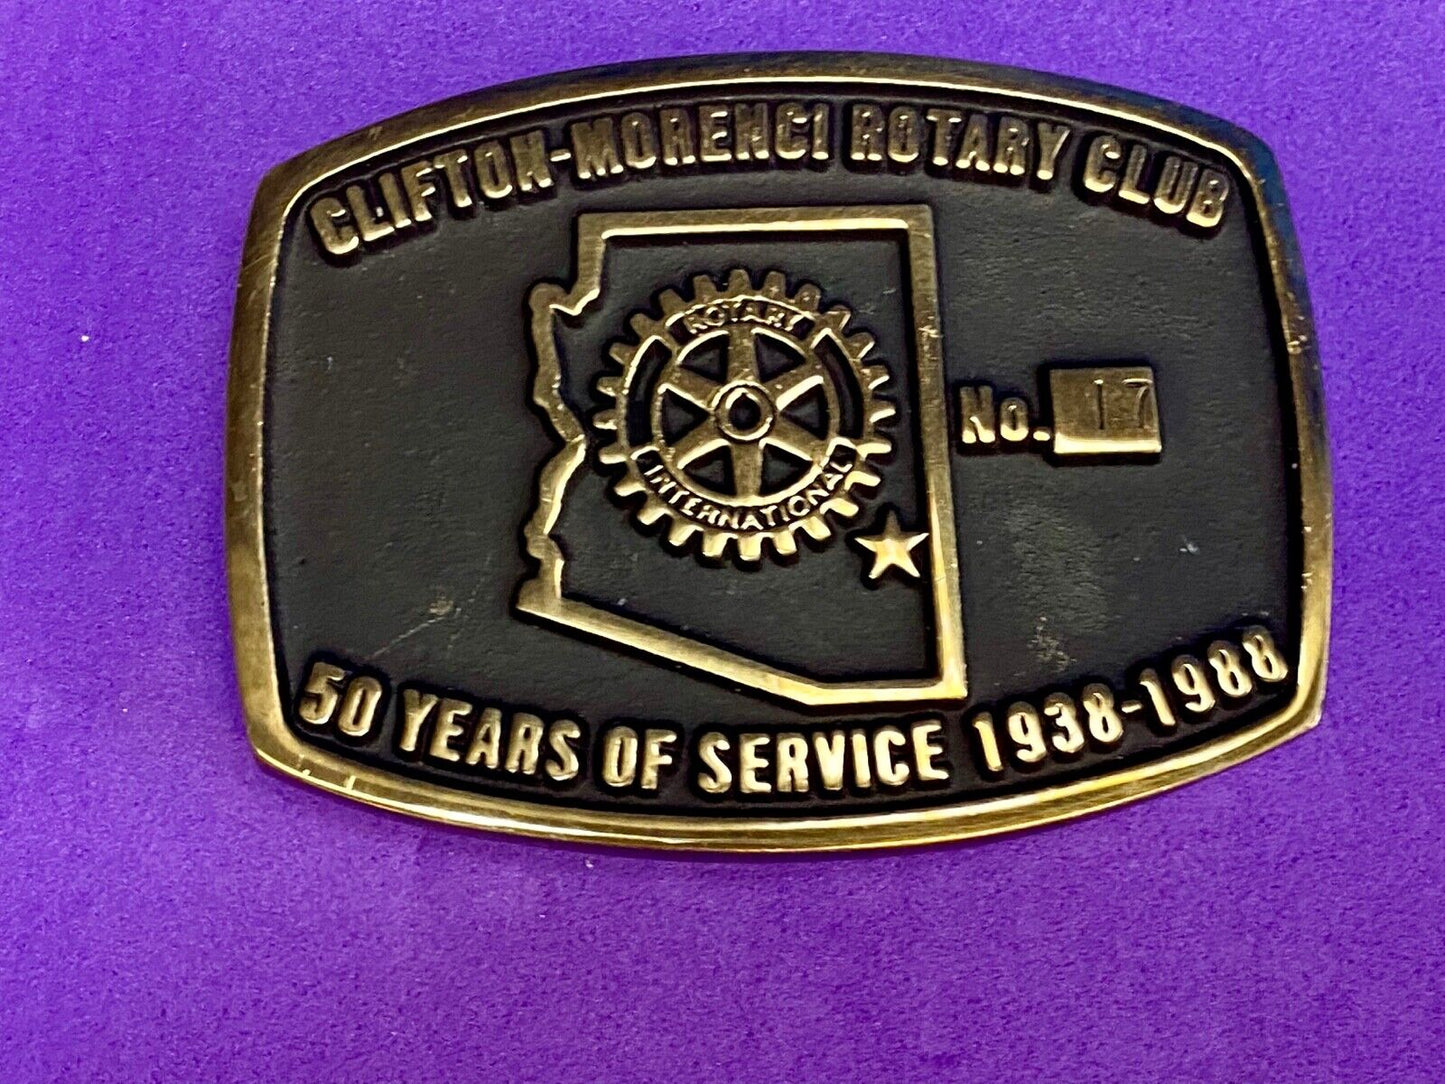 CLIFTON-MORENCI ROTARY CLUB
ROTARY
INTERNATIONAL
No. 17
50 YEARS OF SERVICE 1938-1988